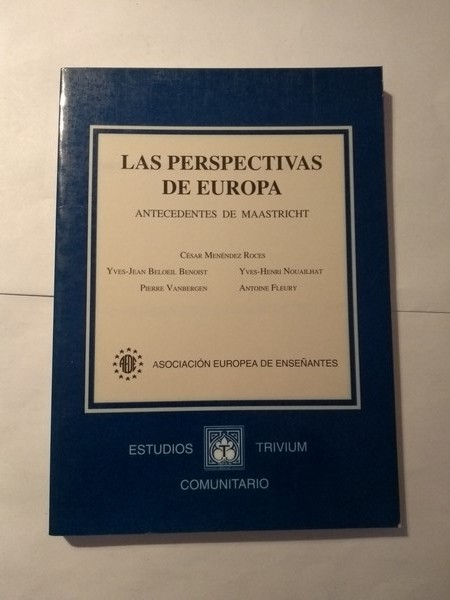 LAS PERSPECTIVAS
DE EUROPA
ANTECEDENTES DE MAASTRICHT
CÉSAR MENÉNDEZ ROCES
YVES-JEAN BELOEIL BENOIST YVES-HENRI NOUAILHAT
PIERRE VANBERGEN ANTOINE FLEURY
AEDE ASOCIACIÓN EUROPEA DE ENSEÑANTES
ESTUDIOS T TRIVIUM
COMUNITARIO